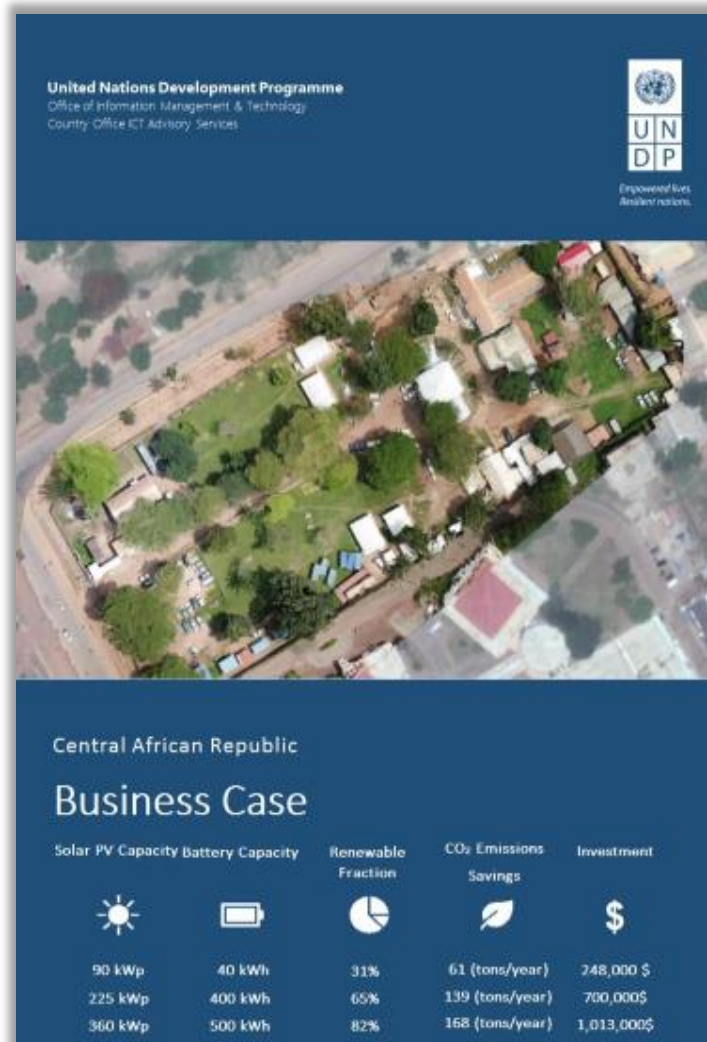 United Nations Development Programme
Office of Information Management & Technology
Country Office ICT Advisory Services
U N
D P
Empowered lives.
Resilient nations.
Central African Republic
Business Case
Solar PV Capacity Battery Capacity Renewable Fraction CO₂ Emissions Savings Investment
$
90 kWp 40 kWh 31% 61 (tons/year) 248,000 $
225 kWp 400 kWh 65% 139 (tons/year) 700,000$
360 kWp 500 kWh 82% 168 (tons/year) 1,013,000$